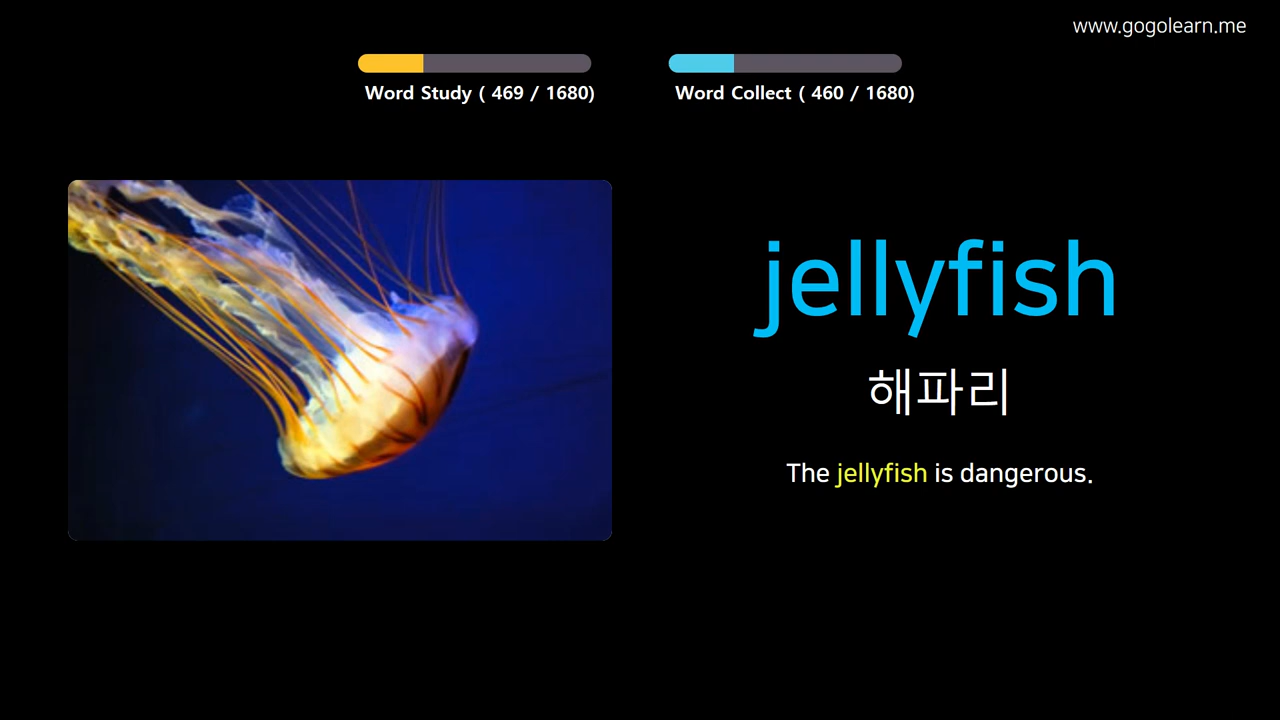 www.gogolearn.me
Word Study ( 469 / 1680)
Word Collect ( 460 / 1680)
jellyfish
해파리
The jellyfish is dangerous.